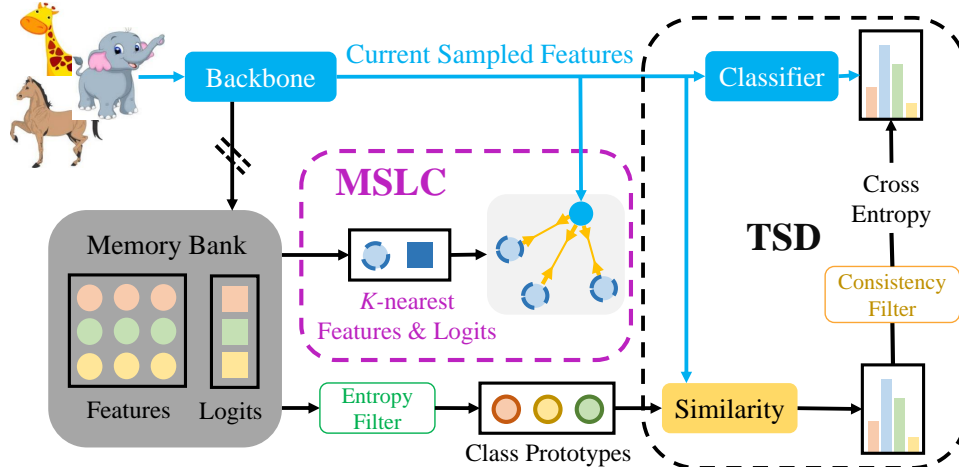 Backbone
Current Sampled Features
Classifier
MSLC
Memory Bank
K-nearest
Features & Logits
Features
Logits
Entropy
Filter
Class Prototypes
TSD
Cross
Entropy
Consistency
Filter
Similarity